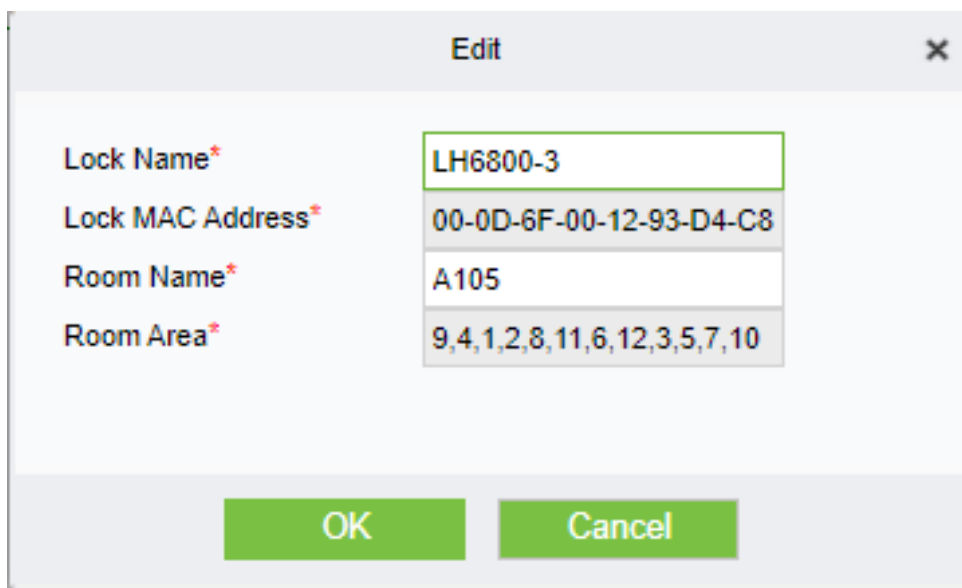 Edit
Lock Name* LH6800-3
Lock MAC Address* 00-0D-6F-00-12-93-D4-C8
Room Name* A105
Room Area* 9,4,1,2,8,11,6,12,3,5,7,10
OK Cancel